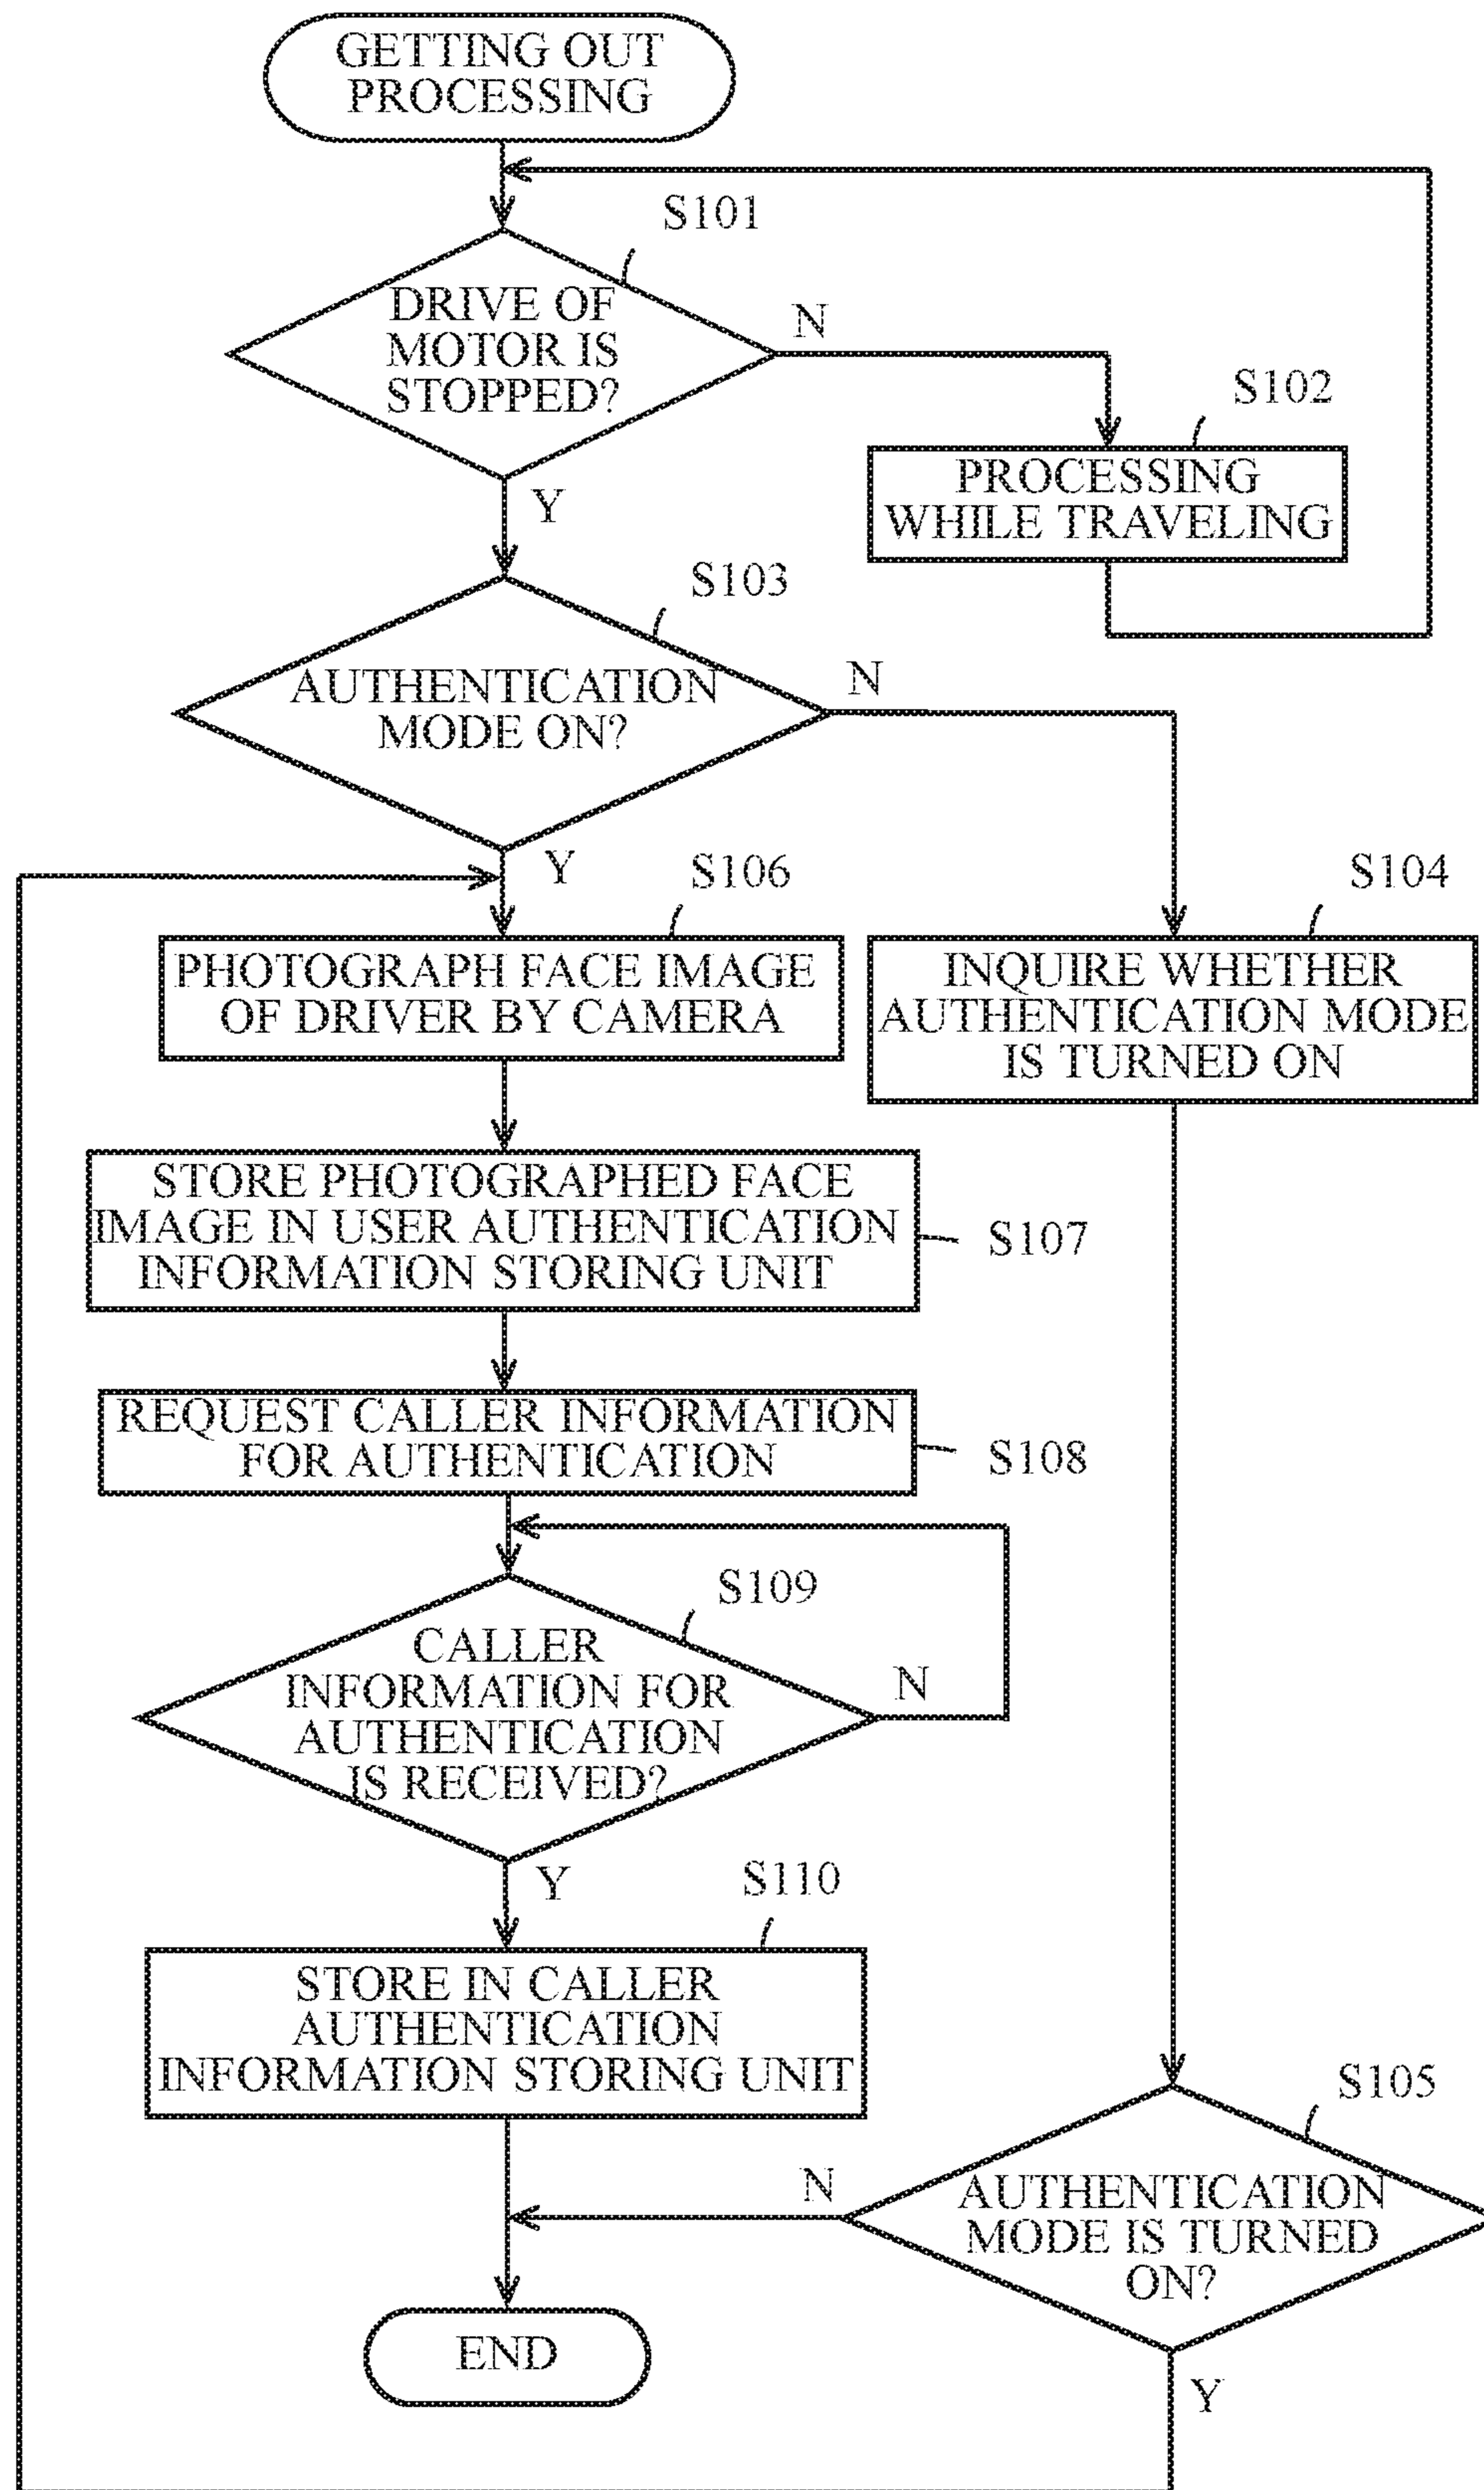 GETTING OUT
PROCESSING
S101
DRIVE OF
MOTOR IS
STOPPED?
N
Y
S102
PROCESSING
WHILE TRAVELING
S103
AUTHENTICATION
MODE ON?
N
Y
S106
PHOTOGRAPH FACE IMAGE
OF DRIVER BY CAMERA
S104
INQUIRE WHETHER
AUTHENTICATION MODE
IS TURNED ON
STORE PHOTOGRAPHED FACE
IMAGE IN USER AUTHENTICATION
INFORMATION STORING UNIT
S107
REQUEST CALLER INFORMATION
FOR AUTHENTICATION
S108
S109
CALLER
INFORMATION FOR
AUTHENTICATION
IS RECEIVED?
N
Y
S110
STORE IN CALLER
AUTHENTICATION
INFORMATION STORING UNIT
S105
AUTHENTICATION
MODE IS TURNED
ON?
N
Y
END